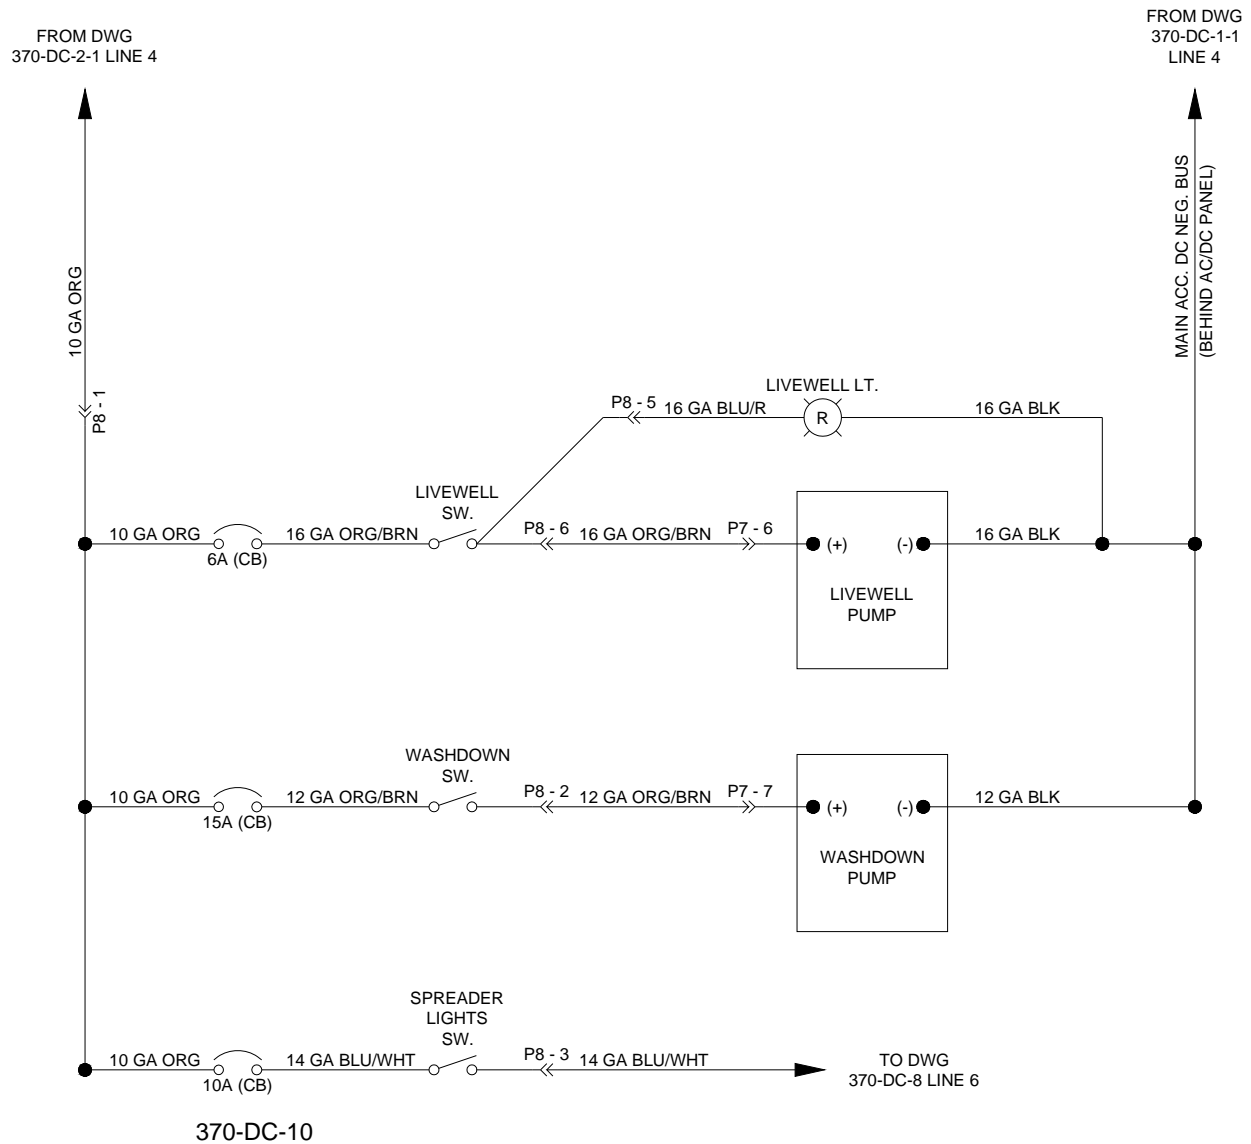 FROM DWG
370-DC-2-1 LINE 4
FROM DWG
370-DC-1-1
LINE 4
10 GA ORG
P8 - 1
MAIN ACC. DC NEG. BUS
(BEHIND AC/DC PANEL)
LIVEWELL LT.
P8 - 5
16 GA BLU/R
R
16 GA BLK
LIVEWELL
SW.
10 GA ORG
6A (CB)
16 GA ORG/BRN
P8 - 6
16 GA ORG/BRN
P7 - 6
(+)
(-)
16 GA BLK
LIVEWELL
PUMP
WASHDOWN
SW.
10 GA ORG
15A (CB)
12 GA ORG/BRN
P8 - 2
12 GA ORG/BRN
P7 - 7
(+)
(-)
12 GA BLK
WASHDOWN
PUMP
SPREADER
LIGHTS
SW.
10 GA ORG
10A (CB)
14 GA BLU/WHT
P8 - 3
14 GA BLU/WHT
TO DWG
370-DC-8 LINE 6
370-DC-10